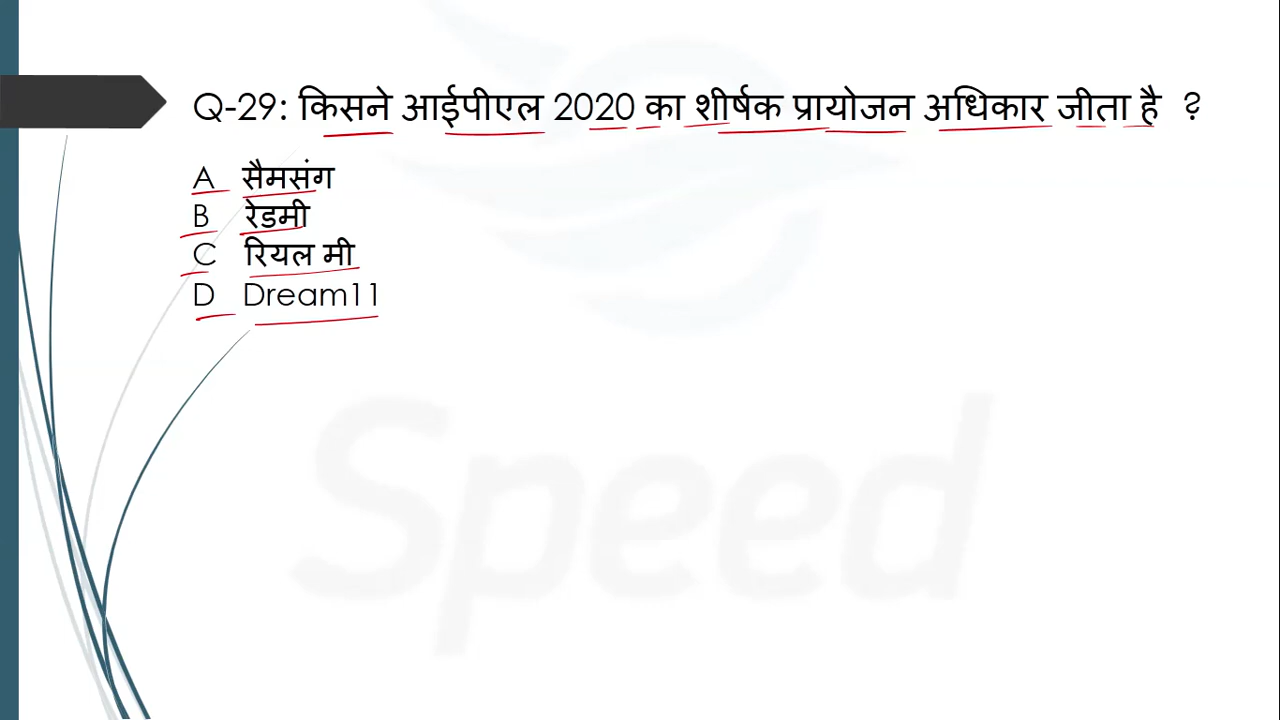 Q-29: किसने आईपीएल 2020 का शीर्षक प्रायोजन अधिकार जीता है ?
A सैमसंग
B रेडमी
C रियल मी
D Dream11
Speed